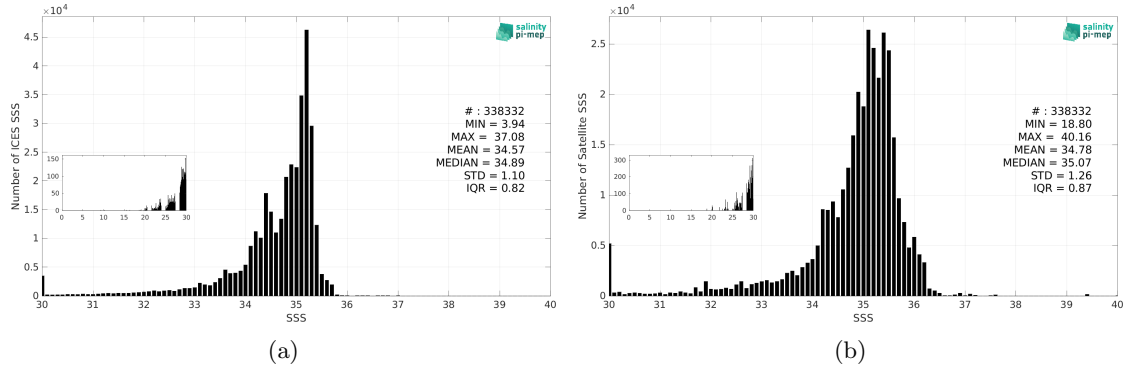 ×10⁴
salinity
pi-mep
5
4.5
4
3.5
3
2.5
2
1.5
1
0.5
0
Number of ICES SSS
# : 338332
MIN = 3.94
MAX = 37.08
MEAN = 34.57
MEDIAN = 34.89
STD = 1.10
IQR = 0.82
150
100
50
0
0 5 10 15 20 25 30
30 31 32 33 34 35 36 37 38 39 40
SSS
(a)
×10⁴
salinity
pi-mep
2.5
2
1.5
1
0.5
0
Number of Satellite SSS
# : 338332
MIN = 18.80
MAX = 40.16
MEAN = 34.78
MEDIAN = 35.07
STD = 1.26
IQR = 0.87
300
200
100
0
0 5 10 15 20 25 30
30 31 32 33 34 35 36 37 38 39 40
SSS
(b)